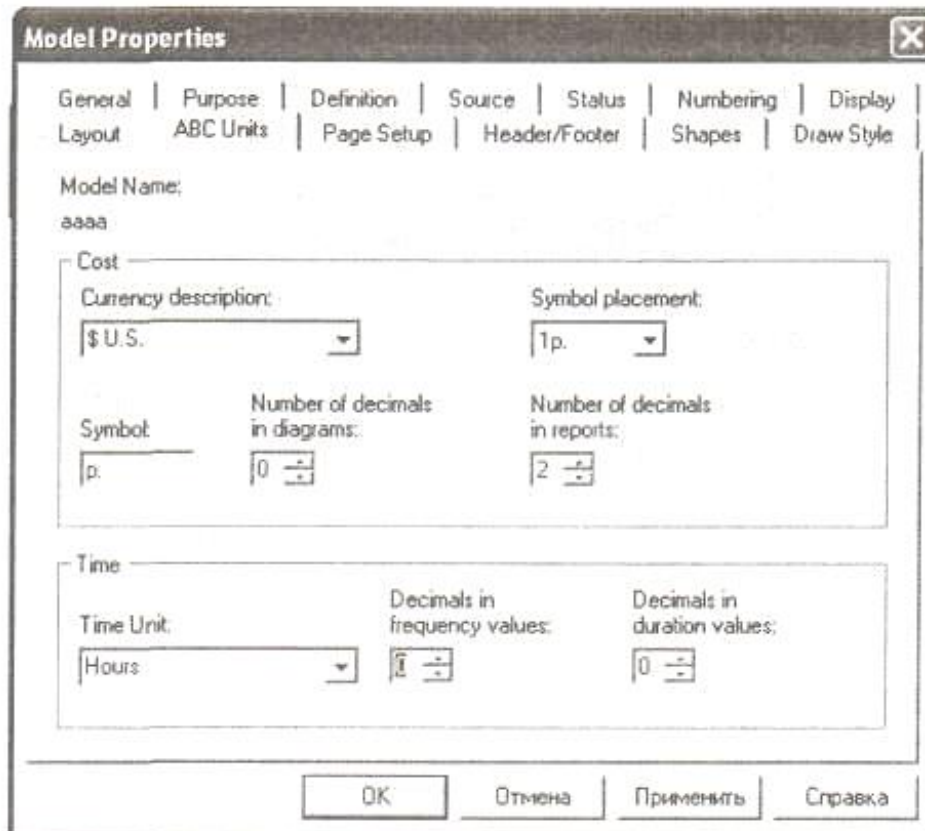 Model Properties
General Purpose Definition Source Status Numbering Display
Layout ABC Units Page Setup Header/Footer Shapes Draw Style
Model Name:
aaaa
Cost
Currency description: Symbol placement:
$ U.S. 1p.
Number of decimals Number of decimals
Symbol: in diagrams: in reports:
p. 0 2
Time
Decimals in Decimals in
Time Unit: frequency values: duration values:
Hours 0
OK Отмена Применить Справка